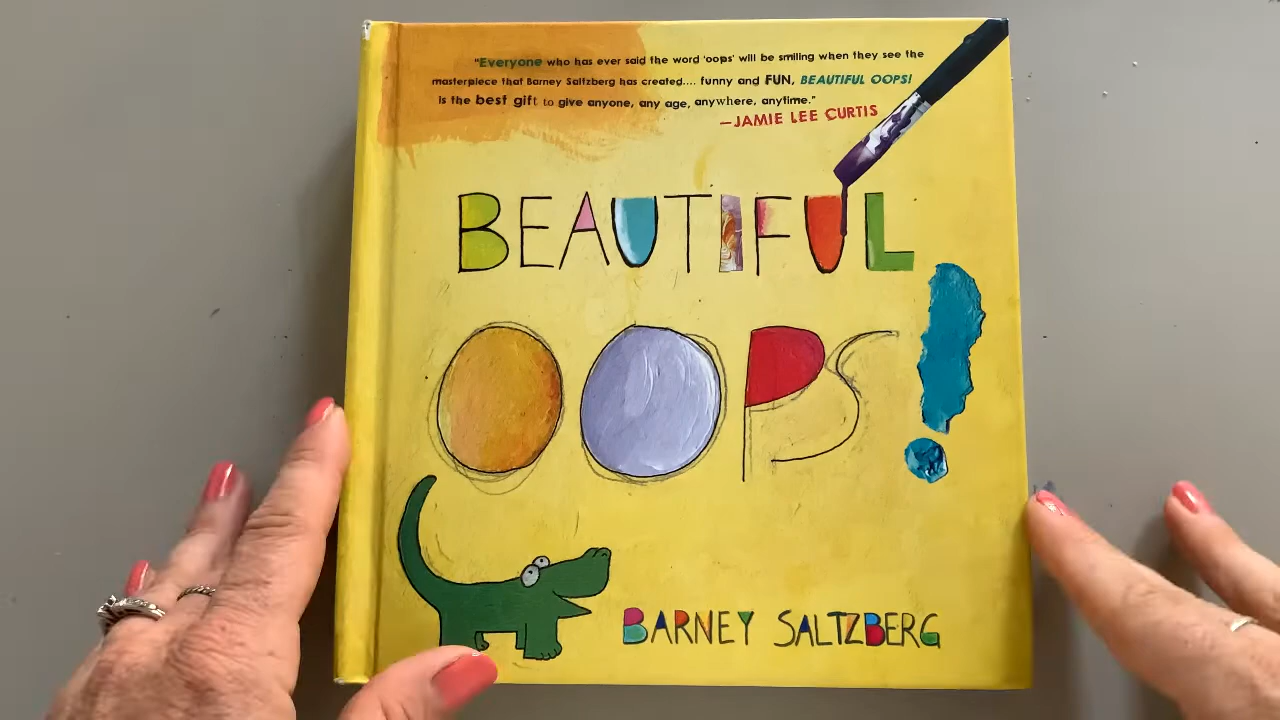 "Everyone who has ever said the word 'oops' will be smiling when they see the
masterpiece that Barney Saltzberg has created.... funny and FUN, BEAUTIFUL OOPS!
is the best gift to give anyone, any age, anywhere, anytime."
—JAMIE LEE CURTIS
BEAUTIFUL
OOPS!
BARNEY SALTZBERG